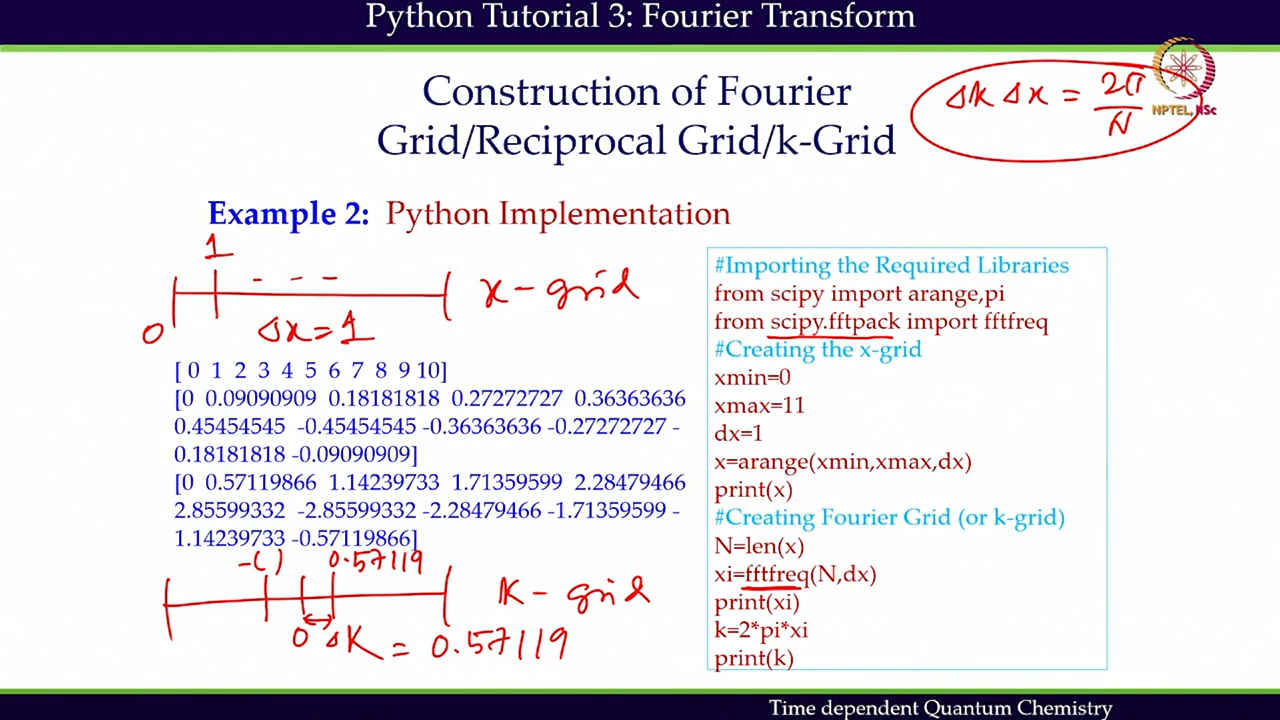 Python Tutorial 3: Fourier Transform
Construction of Fourier
Grid/Reciprocal Grid/k-Grid
Δk Δx = 2π/N
NPTEL, IISc
Example 2: Python Implementation
1
0
Δx=1
x-grid
[ 0 1 2 3 4 5 6 7 8 9 10]
[0 0.09090909 0.18181818 0.27272727 0.36363636
0.45454545 -0.45454545 -0.36363636 -0.27272727 -
0.18181818 -0.09090909]
[0 0.57119866 1.14239733 1.71359599 2.28479466
2.85599332 -2.85599332 -2.28479466 -1.71359599 -
1.14239733 -0.57119866]
-( ) 0.57119
k-grid
0 Δk = 0.57119
#Importing the Required Libraries
from scipy import arange,pi
from scipy.fftpack import fftfreq
#Creating the x-grid
xmin=0
xmax=11
dx=1
x=arange(xmin,xmax,dx)
print(x)
#Creating Fourier Grid (or k-grid)
N=len(x)
xi=fftfreq(N,dx)
print(xi)
k=2*pi*xi
print(k)
Time dependent Quantum Chemistry